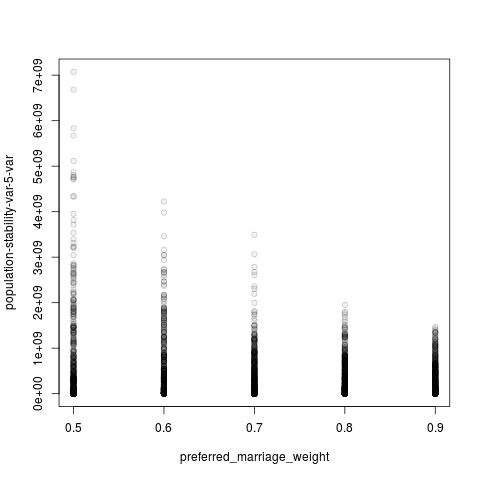 7e+09
6e+09
5e+09
4e+09
3e+09
2e+09
1e+09
0e+00
population-stability-var-5-var
0.5 0.6 0.7 0.8 0.9
preferred_marriage_weight